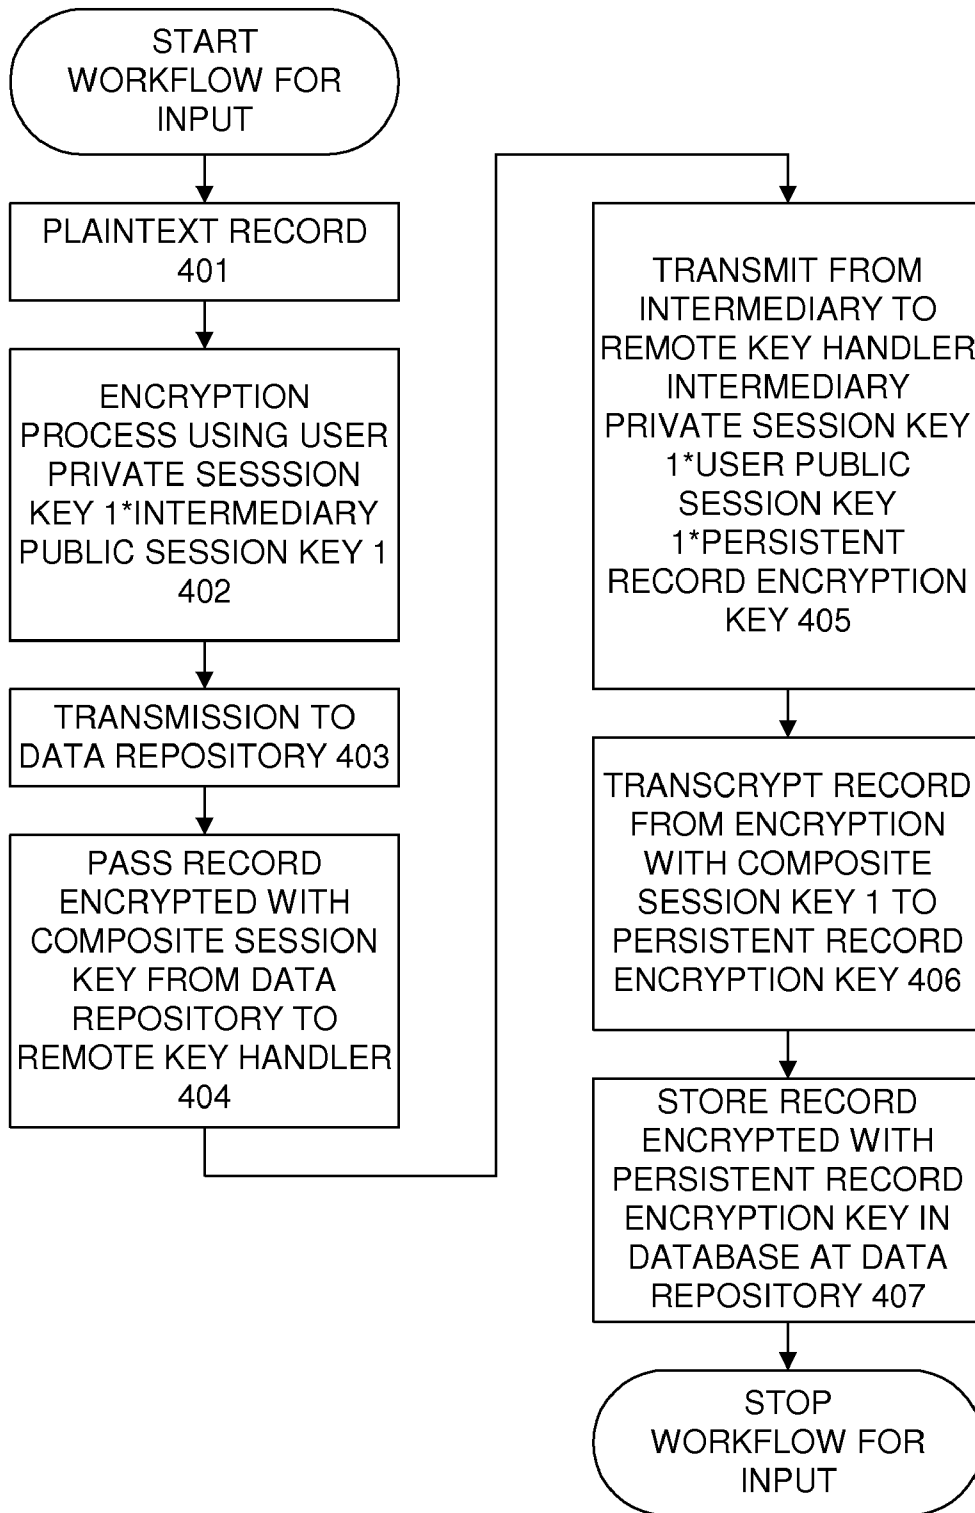 START
WORKFLOW FOR
INPUT
PLAINTEXT RECORD
401
ENCRYPTION
PROCESS USING USER
PRIVATE SESSSION
KEY 1*INTERMEDIARY
PUBLIC SESSION KEY 1
402
TRANSMISSION TO
DATA REPOSITORY 403
PASS RECORD
ENCRYPTED WITH
COMPOSITE SESSION
KEY FROM DATA
REPOSITORY TO
REMOTE KEY HANDLER
404
TRANSMIT FROM
INTERMEDIARY TO
REMOTE KEY HANDLER
INTERMEDIARY
PRIVATE SESSION KEY
1*USER PUBLIC
SESSION KEY
1*PERSISTENT
RECORD ENCRYPTION
KEY 405
TRANSCRYPT RECORD
FROM ENCRYPTION
WITH COMPOSITE
SESSION KEY 1 TO
PERSISTENT RECORD
ENCRYPTION KEY 406
STORE RECORD
ENCRYPTED WITH
PERSISTENT RECORD
ENCRYPTION KEY IN
DATABASE AT DATA
REPOSITORY 407
STOP
WORKFLOW FOR
INPUT